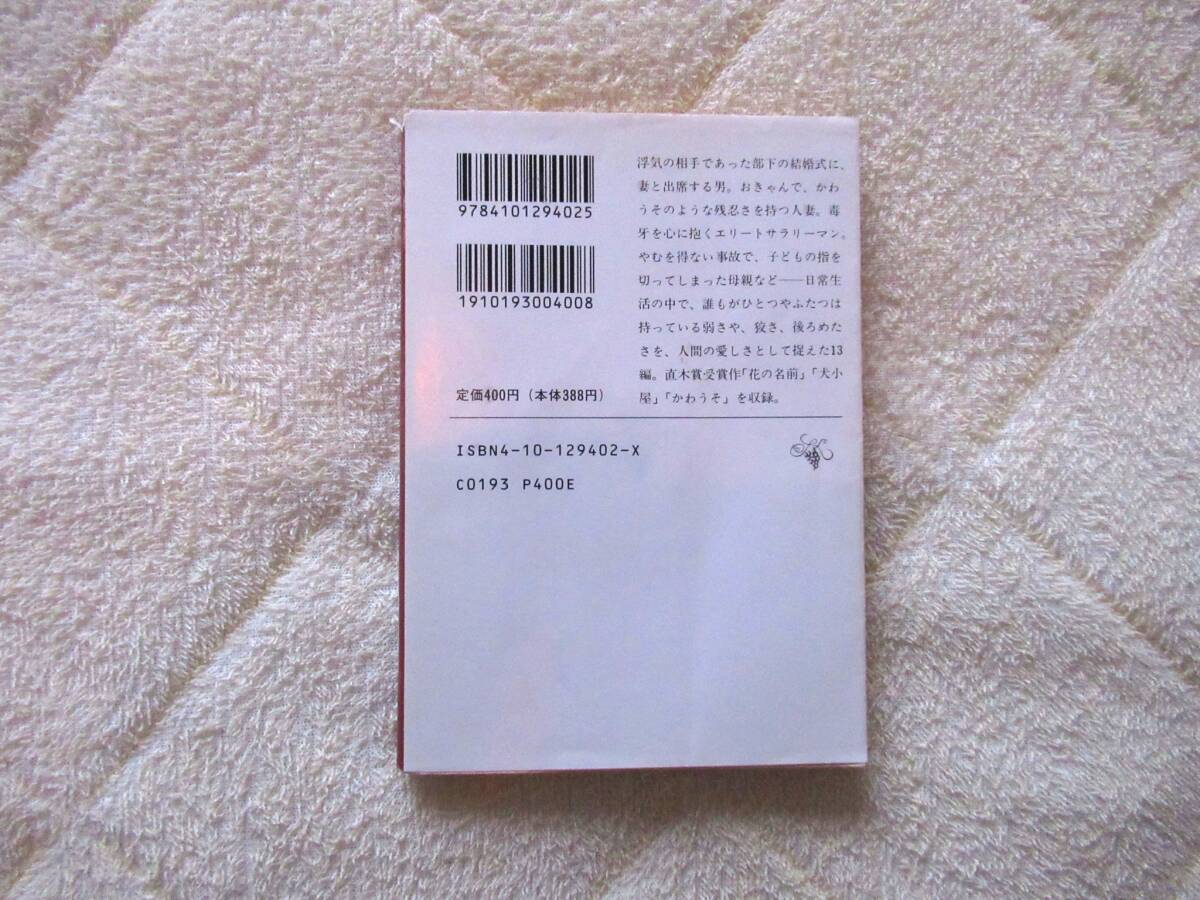 9784101294025
1910193004008
定価400円（本体388円）
浮気の相手であった部下の結婚式に、
妻と出席する男。おきゃんで、かわ
うそのような残忍さを持つ人妻。毒
牙を心に抱くエリートサラリーマン。
やむを得ない事故で、子どもの指を
切ってしまった母親など──日常生
活の中で、誰もがひとつやふたつは
持っている弱さや、狡さ、後ろめた
さを、人間の愛しさとして捉えた13
編。直木賞受賞作「花の名前」「犬小
屋」「かわうそ」を収録。
ISBN4-10-129402-X
C0193 P400E